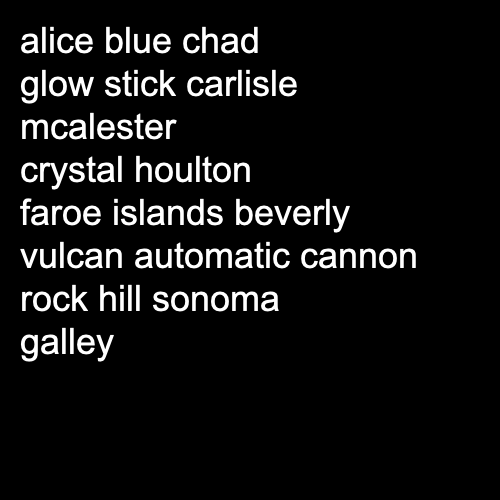 alice blue chad
glow stick carlisle
mcalester
crystal houlton
faroe islands beverly
vulcan automatic cannon
rock hill sonoma
galley